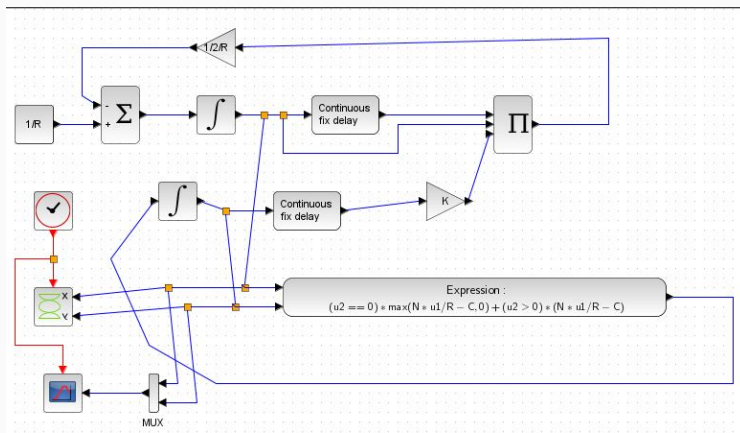 1/2/R
-
+
Σ
1/R
∫
Continuous
fix delay
Π
∫
Continuous
fix delay
K
X
Y
Expression :
(u2 == 0) * max(N * u1/R − C, 0) + (u2 > 0) * (N * u1/R − C)
MUX